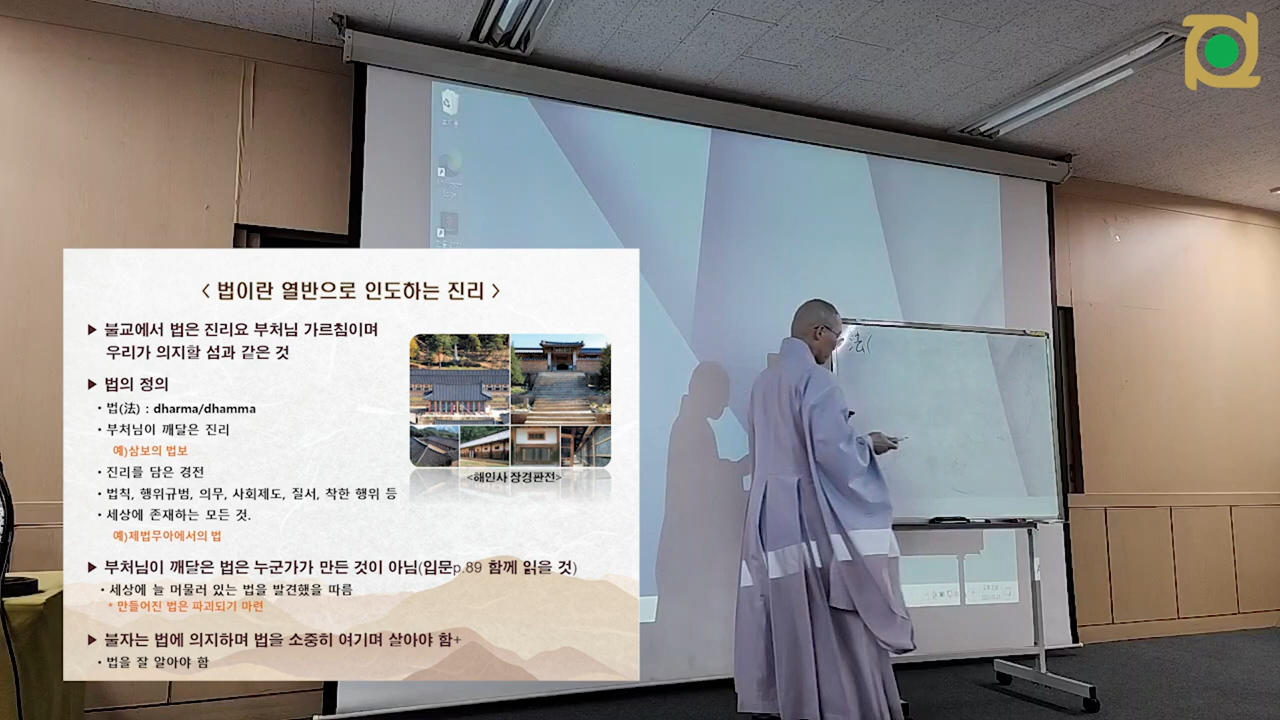 < 법이란 열반으로 인도하는 진리 >
▶ 불교에서 법은 진리요 부처님 가르침이며
우리가 의지할 섬과 같은 것
▶ 법의 정의
• 법(法) : dharma/dhamma
• 부처님이 깨달은 진리
예)삼보의 법보
• 진리를 담은 경전
• 법칙, 행위규범, 의무, 사회제도, 질서, 착한 행위 등
• 세상에 존재하는 모든 것.
예)제법무아에서의 법
<해인사 장경판전>
▶ 부처님이 깨달은 법은 누군가가 만든 것이 아님(입문p.89 함께 읽을 것)
• 세상에 늘 머물러 있는 법을 발견했을 따름
* 만들어진 법은 파괴되기 마련
▶ 불자는 법에 의지하며 법을 소중히 여기며 살아야 함+
• 법을 잘 알아야 함
法(